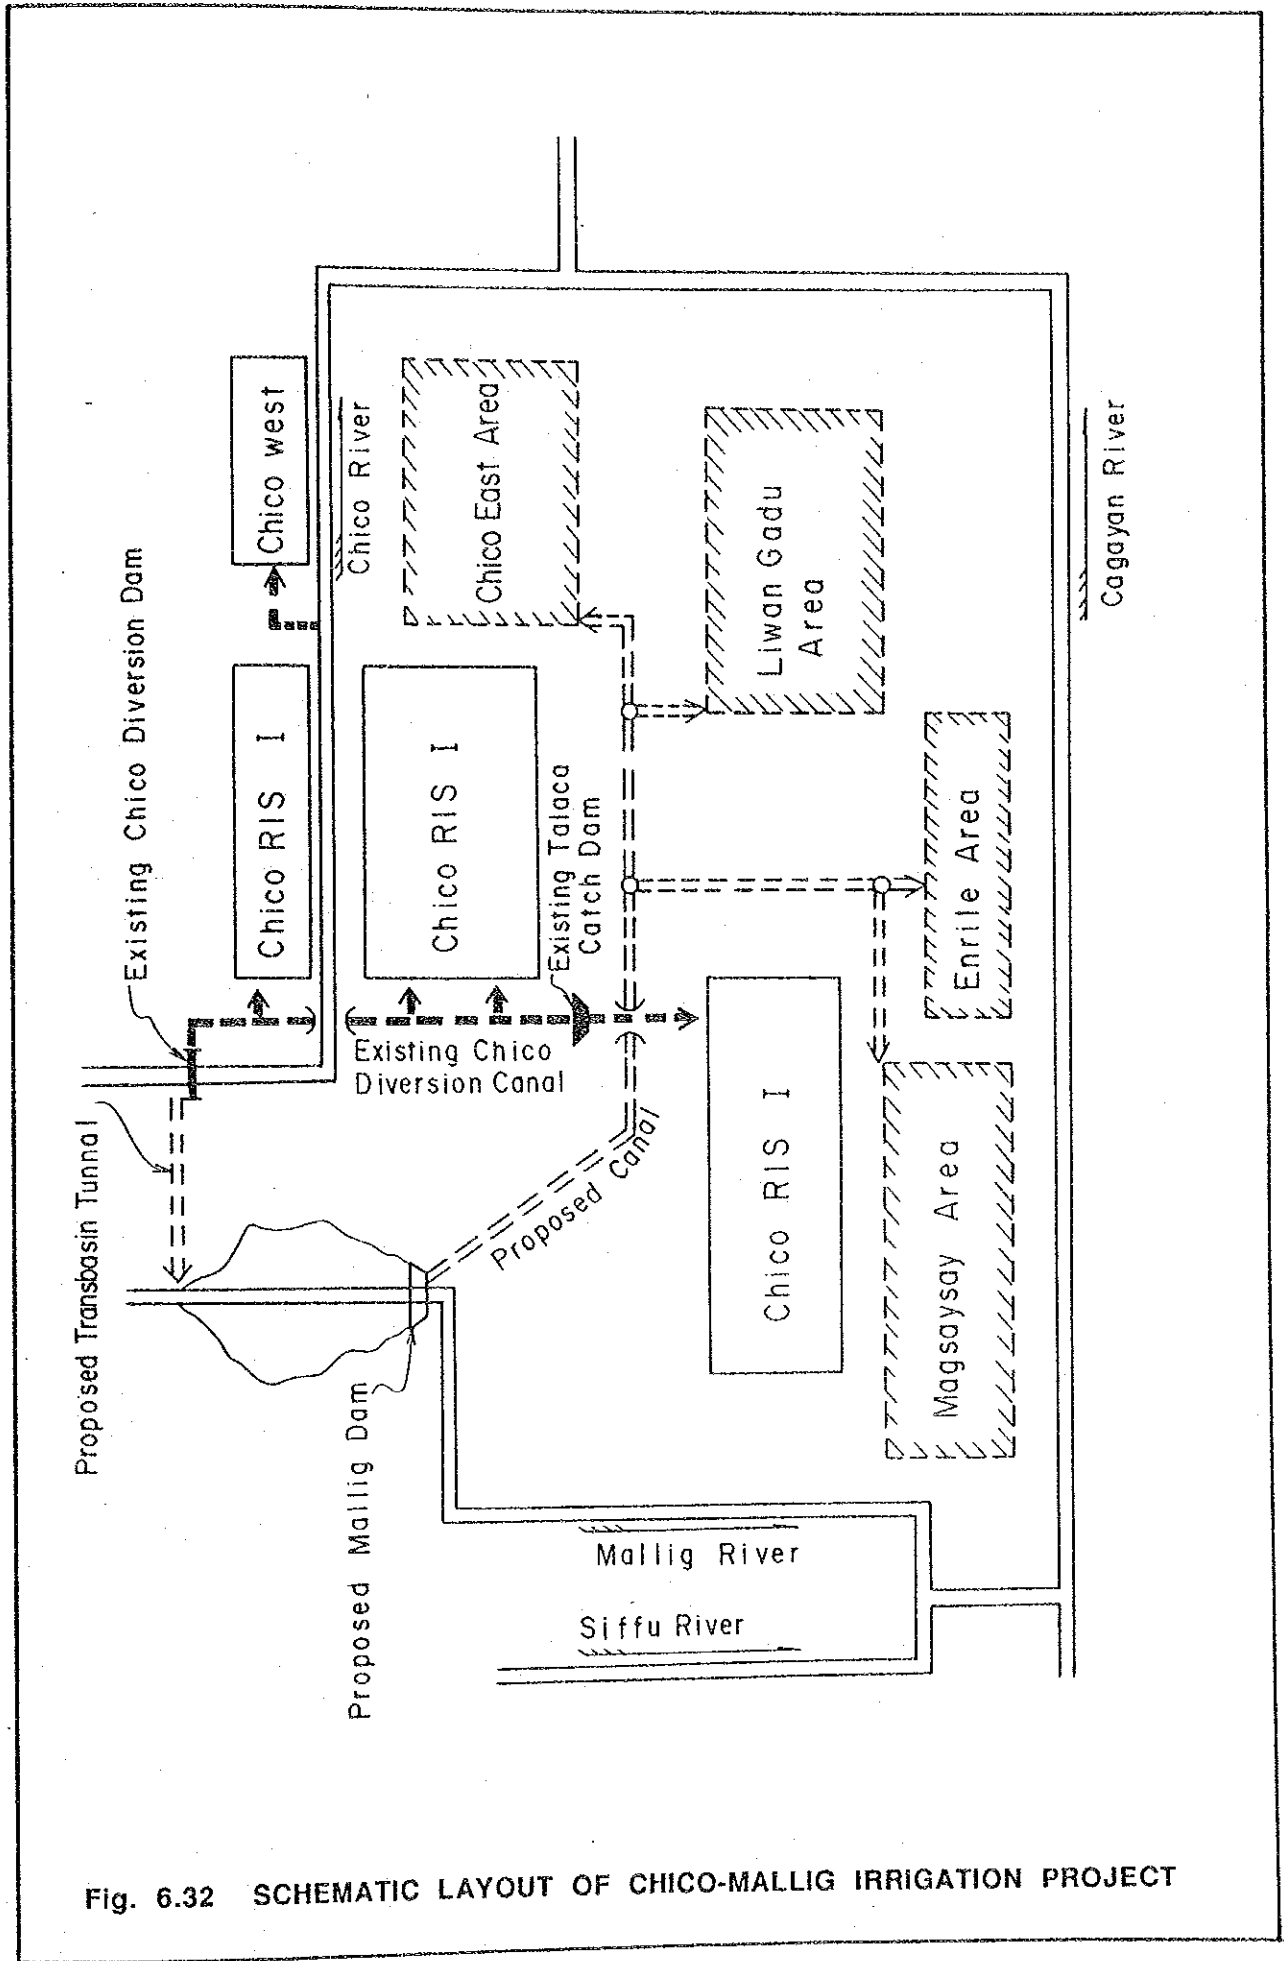 Existing Chico Diversion Dam
Chico west
Chico River
Chico RIS I
Chico East Area
Chico RIS I
Liwan Gadu
Area
Existing Talaca
Catch Dam
Existing Chico
Diversion Canal
Proposed Transbasin Tunnal
Proposed Canal
Enrile Area
Cagayan River
Chico RIS I
Magsaysay Area
Proposed Mallig Dam
Mallig River
Siffu River
Fig. 6.32 SCHEMATIC LAYOUT OF CHICO-MALLIG IRRIGATION PROJECT